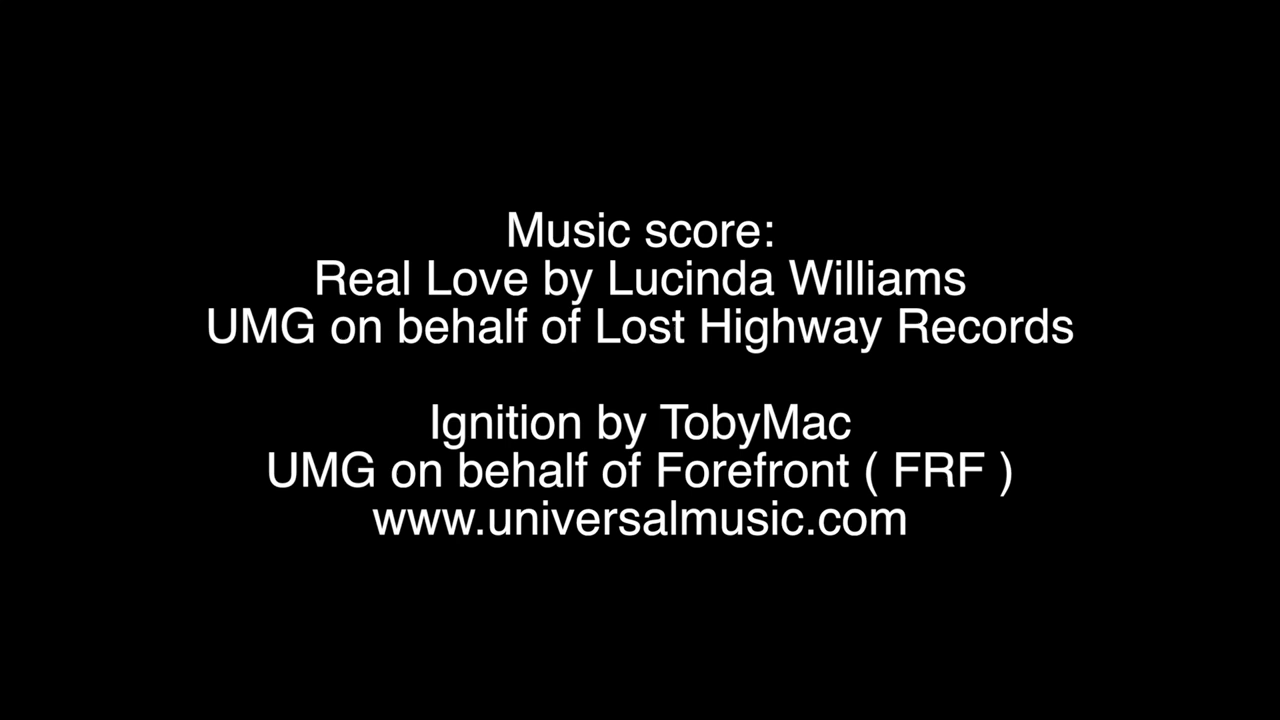 Music score:
Real Love by Lucinda Williams
UMG on behalf of Lost Highway Records
Ignition by TobyMac
UMG on behalf of Forefront ( FRF )
www.universalmusic.com